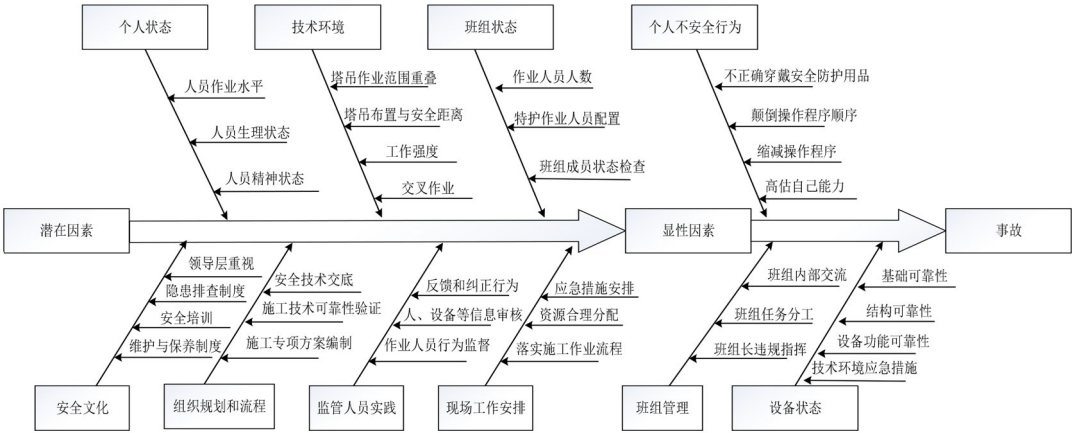 个人状态
技术环境
班组状态
个人不安全行为
人员作业水平
人员生理状态
人员精神状态
塔吊作业范围重叠
塔吊布置与安全距离
工作强度
交叉作业
作业人员人数
特护作业人员配置
班组成员状态检查
不正确穿戴安全防护用品
颠倒操作程序顺序
缩减操作程序
高估自己能力
潜在因素
显性因素
事故
领导层重视
隐患排查制度
安全培训
维护与保养制度
安全技术交底
施工技术可靠性验证
施工专项方案编制
反馈和纠正行为
人、设备等信息审核
作业人员行为监督
应急措施安排
资源合理分配
落实施工作业流程
班组内部交流
班组任务分工
班组长违规指挥
基础可靠性
结构可靠性
设备功能可靠性
技术环境应急措施
安全文化
组织规划和流程
监管人员实践
现场工作安排
班组管理
设备状态